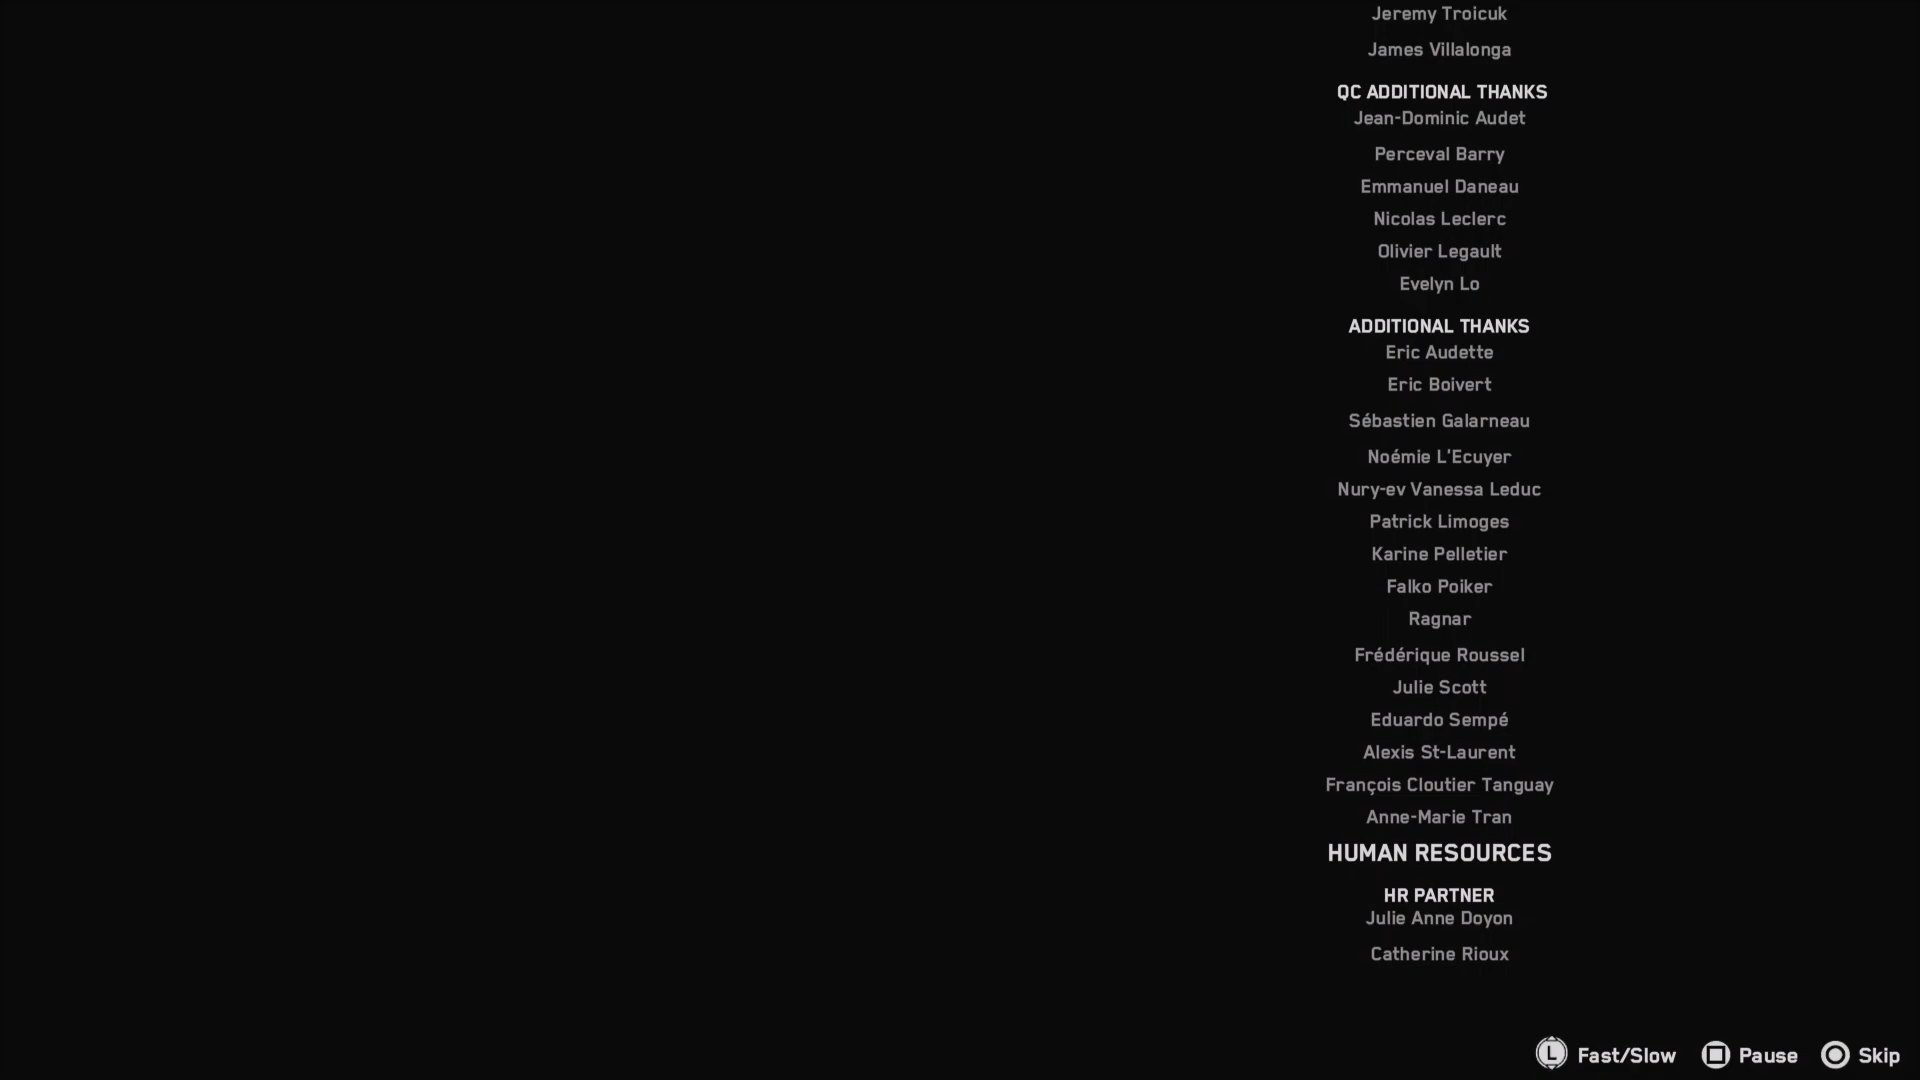 Jeremy Troicuk
James Villalonga
QC ADDITIONAL THANKS
Jean-Dominic Audet
Perceval Barry
Emmanuel Daneau
Nicolas Leclerc
Olivier Legault
Evelyn Lo
ADDITIONAL THANKS
Eric Audette
Eric Boivert
Sébastien Galarneau
Noémie L'Ecuyer
Nury-ev Vanessa Leduc
Patrick Limoges
Karine Pelletier
Falko Poiker
Ragnar
Frédérique Roussel
Julie Scott
Eduardo Sempé
Alexis St-Laurent
François Cloutier Tanguay
Anne-Marie Tran
HUMAN RESOURCES
HR PARTNER
Julie Anne Doyon
Catherine Rioux
L Fast/Slow Pause Skip